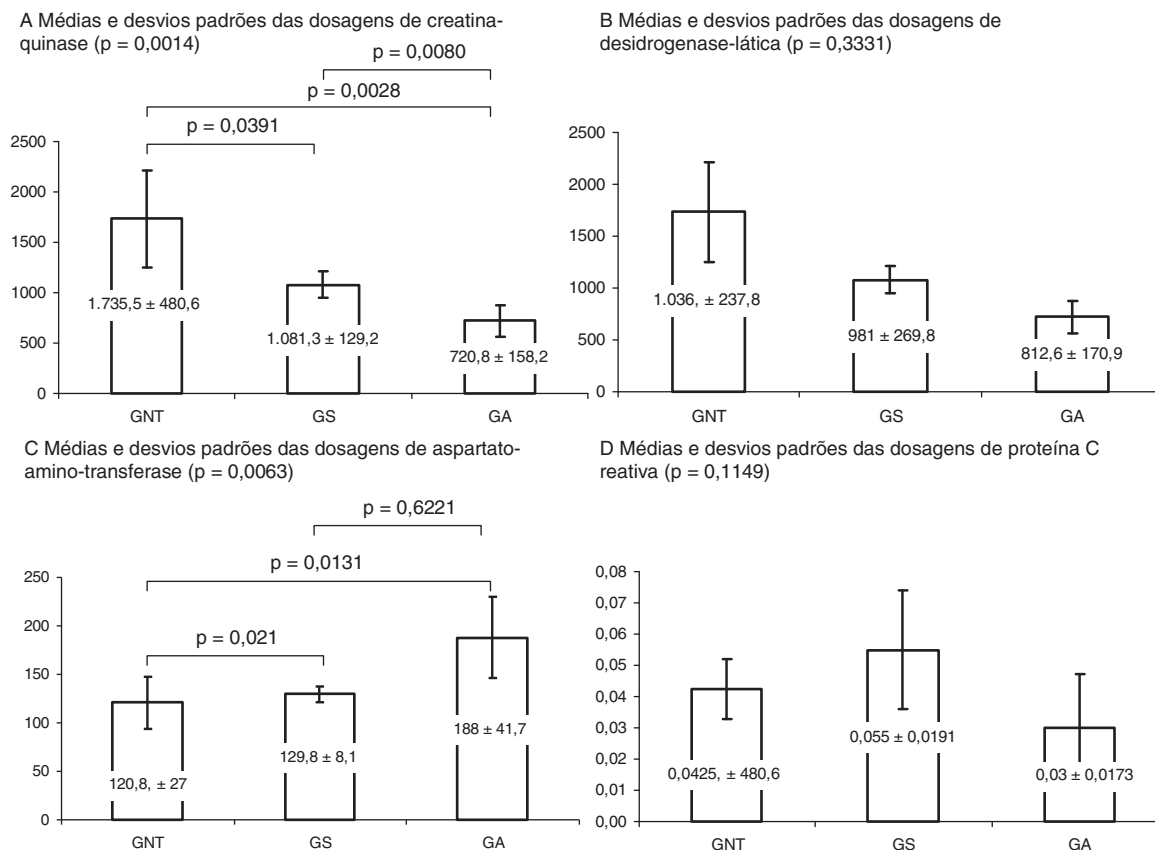 A Médias e desvios padrões das dosagens de creatina-
quinase (p = 0,0014)
p = 0,0080
p = 0,0028
p = 0,0391
2500
2000
1500
1000
500
0
1.735,5 ± 480,6
1.081,3 ± 129,2
720,8 ± 158,2
GNT GS GA
B Médias e desvios padrões das dosagens de
desidrogenase-lática (p = 0,3331)
2500
2000
1500
1000
500
0
1.036, ± 237,8
981 ± 269,8
812,6 ± 170,9
GNT GS GA
C Médias e desvios padrões das dosagens de aspartato-
amino-transferase (p = 0,0063)
p = 0,6221
p = 0,0131
p = 0,021
250
200
150
100
50
0
120,8, ± 27
129,8 ± 8,1
188 ± 41,7
GNT GS GA
D Médias e desvios padrões das dosagens de proteína C
reativa (p = 0,1149)
0,08
0,07
0,06
0,05
0,04
0,03
0,02
0,01
0,00
0,0425, ± 480,6
0,055 ± 0,0191
0,03 ± 0,0173
GNT GS GA